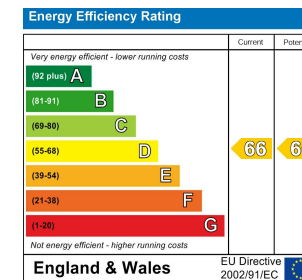 Energy Efficiency Rating
Current
Very energy efficient - lower running costs
(92 plus) A
(81-91) B
(69-80) C
(55-68) D 66
(39-54) E
(21-38) F
(1-20) G
Not energy efficient - higher running costs
England & Wales
EU Directive
2002/91/EC